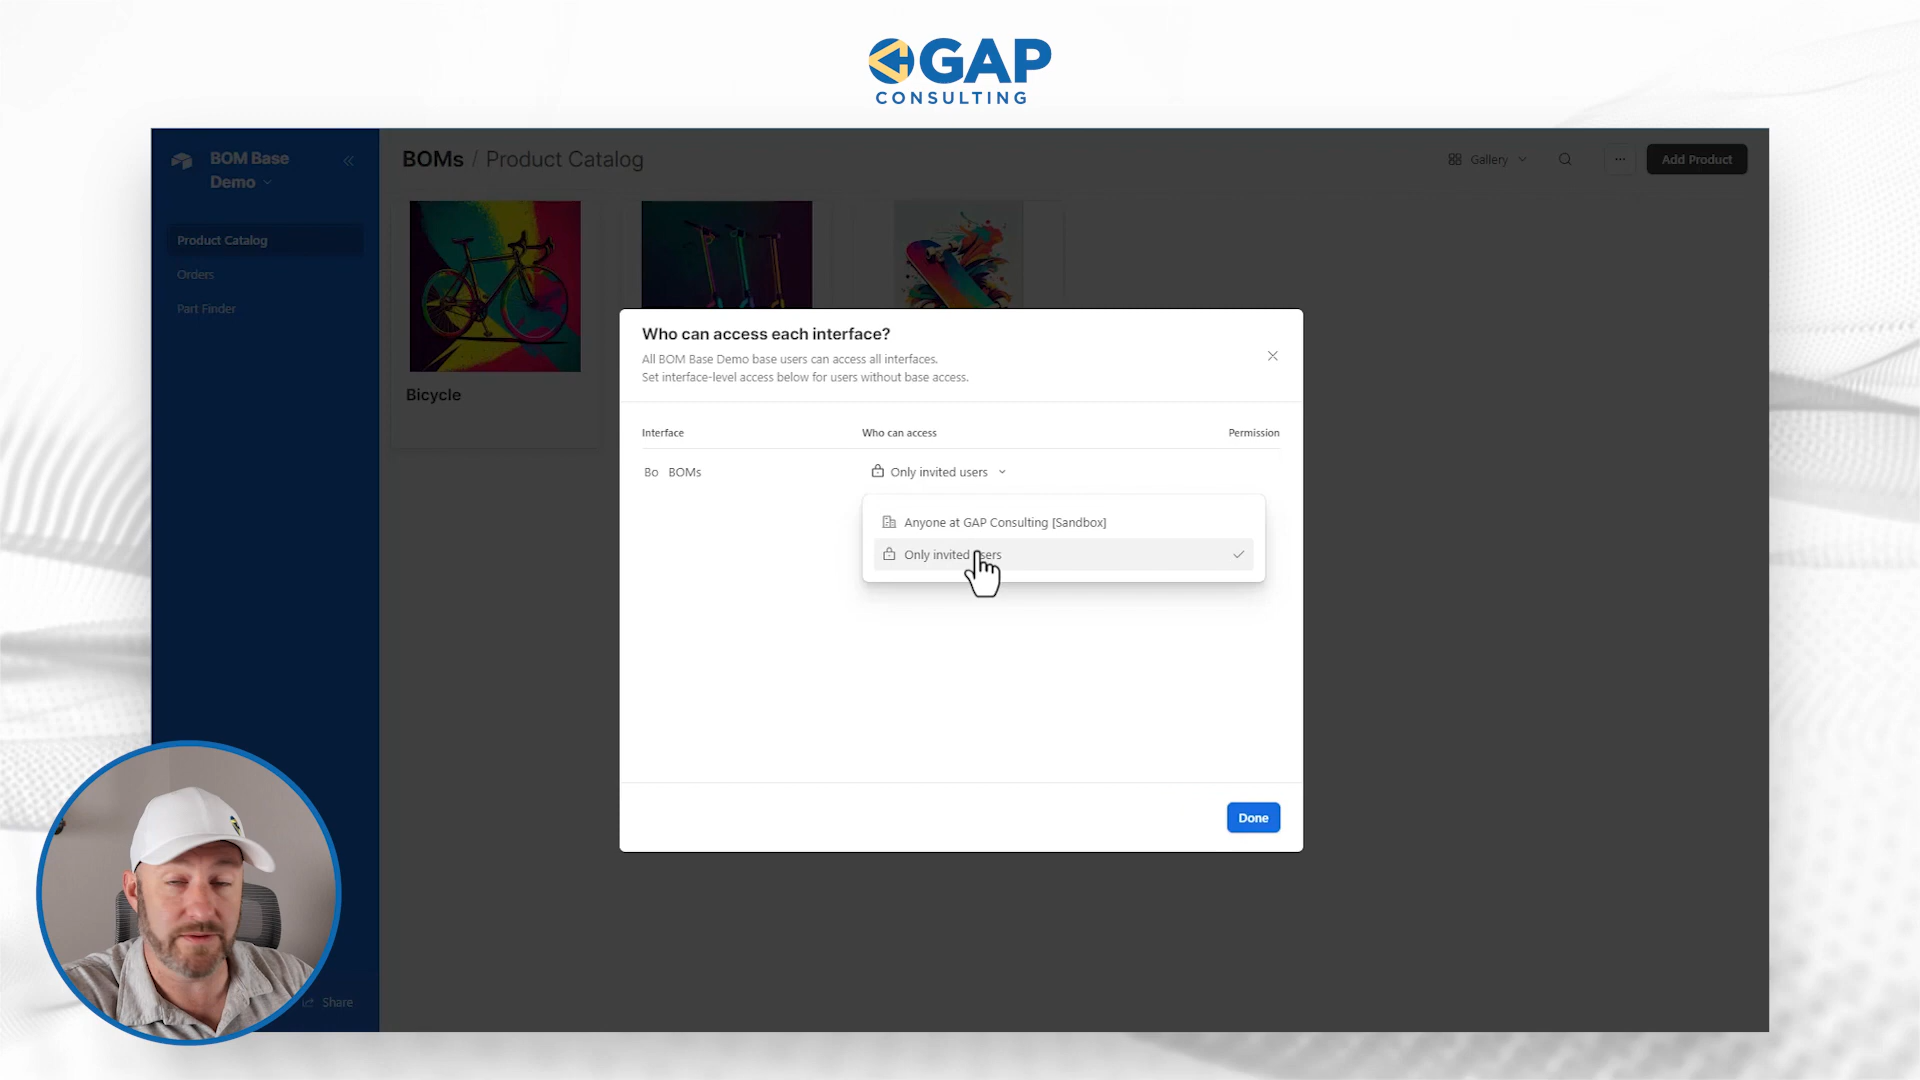 GAP
CONSULTING
BOM Base
Demo
BOMs / Product Catalog
Gallery
Add Product
Product Catalog
Orders
Part Finder
Bicycle
Who can access each interface?
All BOM Base Demo base users can access all interfaces.
Set interface-level access below for users without base access.
Interface Who can access Permission
Bo BOMs Only invited users
Anyone at GAP Consulting [Sandbox]
Only invited users
Done
Share